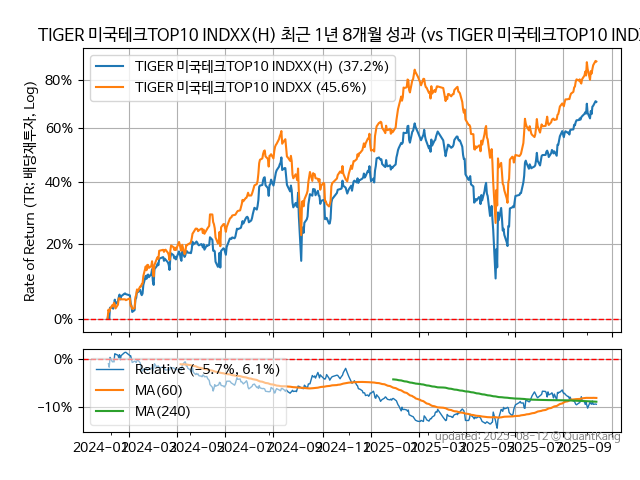 TIGER 미국테크TOP10 INDXX(H) 최근 1년 8개월 성과 (vs TIGER 미국테크TOP10 INDX
TIGER 미국테크TOP10 INDXX(H) (37.2%)
TIGER 미국테크TOP10 INDXX (45.6%)
Rate of Return (TR: 배당재투자, Log)
80%
60%
40%
20%
0%
Relative (−5.7%, 6.1%)
MA(60)
MA(240)
0%
−10%
2024−01 2024−03 2024−05 2024−07 2024−09 2024−11 2025−01 2025−03 2025−05 2025−07 2025−09
updated: 2025−08−12 © QuantKang